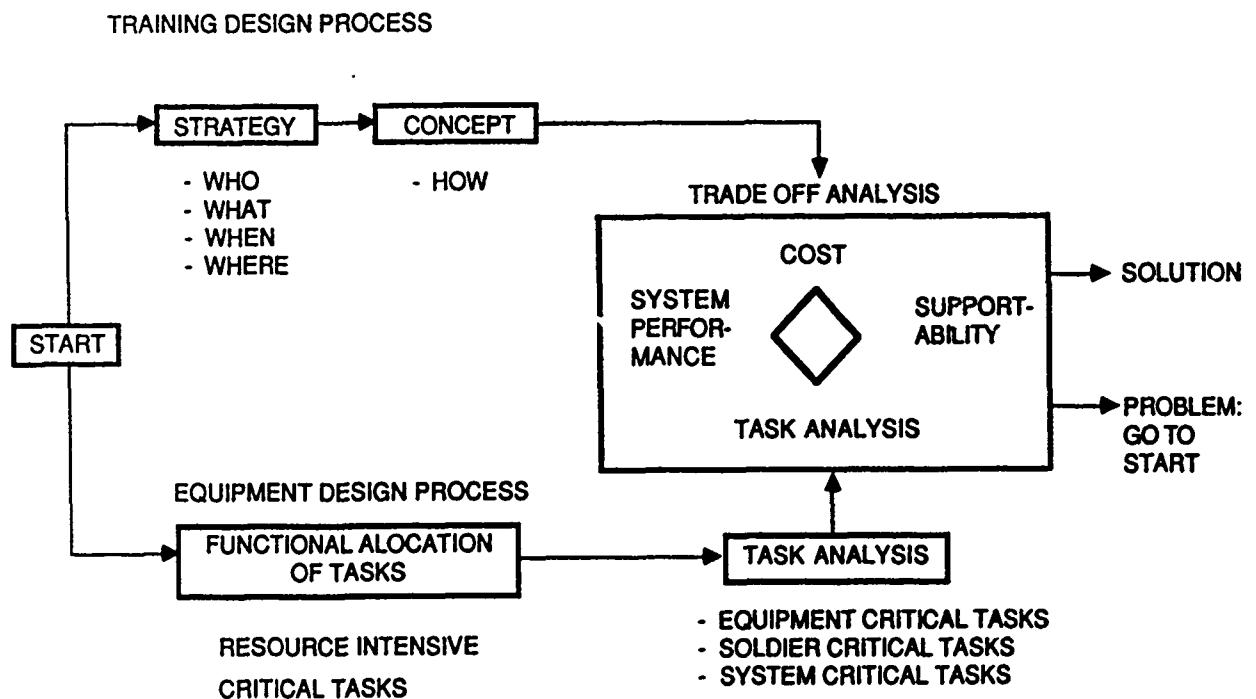 TRAINING DESIGN PROCESS
STRATEGY
CONCEPT
- WHO
- WHAT
- WHEN
- WHERE
- HOW
TRADE OFF ANALYSIS
COST
SYSTEM
PERFOR-
MANCE
SUPPORT-
ABILITY
TASK ANALYSIS
SOLUTION
PROBLEM:
GO TO
START
START
EQUIPMENT DESIGN PROCESS
FUNCTIONAL ALOCATION
OF TASKS
TASK ANALYSIS
RESOURCE INTENSIVE
CRITICAL TASKS
- EQUIPMENT CRITICAL TASKS
- SOLDIER CRITICAL TASKS
- SYSTEM CRITICAL TASKS